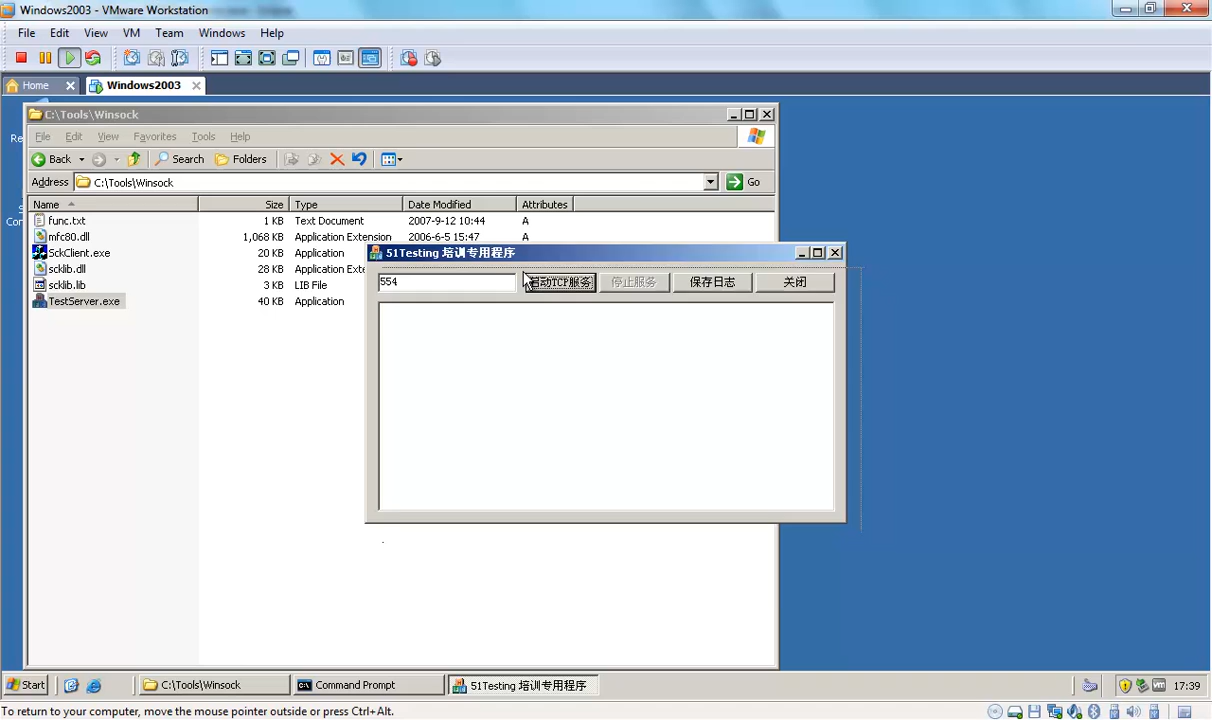 Windows2003 - VMware Workstation
File Edit View VM Team Windows Help
Home Windows2003
C:\Tools\Winsock
File Edit View Favorites Tools Help
Back Search Folders
Address C:\Tools\Winsock Go
Name Size Type Date Modified Attributes
func.txt 1 KB Text Document 2007-9-12 10:44 A
mfc80.dll 1,068 KB Application Extension 2006-6-5 15:47 A
SckClient.exe 20 KB Application
scklib.dll 28 KB Application Exte
scklib.lib 3 KB LIB File
TestServer.exe 40 KB Application
51Testing 培训专用程序
554 启动TCP服务 停止服务 保存日志 关闭
Start C:\Tools\Winsock Command Prompt 51Testing 培训专用程序 17:39
To return to your computer, move the mouse pointer outside or press Ctrl+Alt.